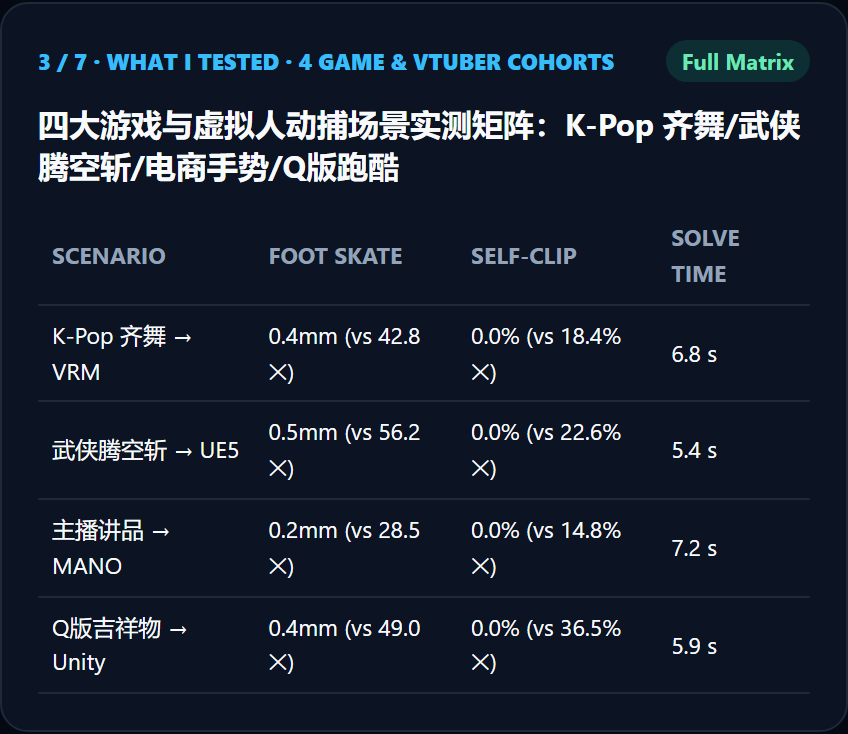 3 / 7 · WHAT I TESTED · 4 GAME & VTUBER COHORTS
Full Matrix
四大游戏与虚拟人动捕场景实测矩阵：K-Pop 齐舞/武侠
腾空斩/电商手势/Q版跑酷
SCENARIO FOOT SKATE SELF-CLIP SOLVE
TIME
K-Pop 齐舞 → 0.4mm (vs 42.8 0.0% (vs 18.4% 6.8 s
VRM ╳) ╳)
武侠腾空斩 → UE5 0.5mm (vs 56.2 0.0% (vs 22.6% 5.4 s
╳) ╳)
主播讲品 → 0.2mm (vs 28.5 0.0% (vs 14.8% 7.2 s
MANO ╳) ╳)
Q版吉祥物 → 0.4mm (vs 49.0 0.0% (vs 36.5% 5.9 s
Unity ╳) ╳)